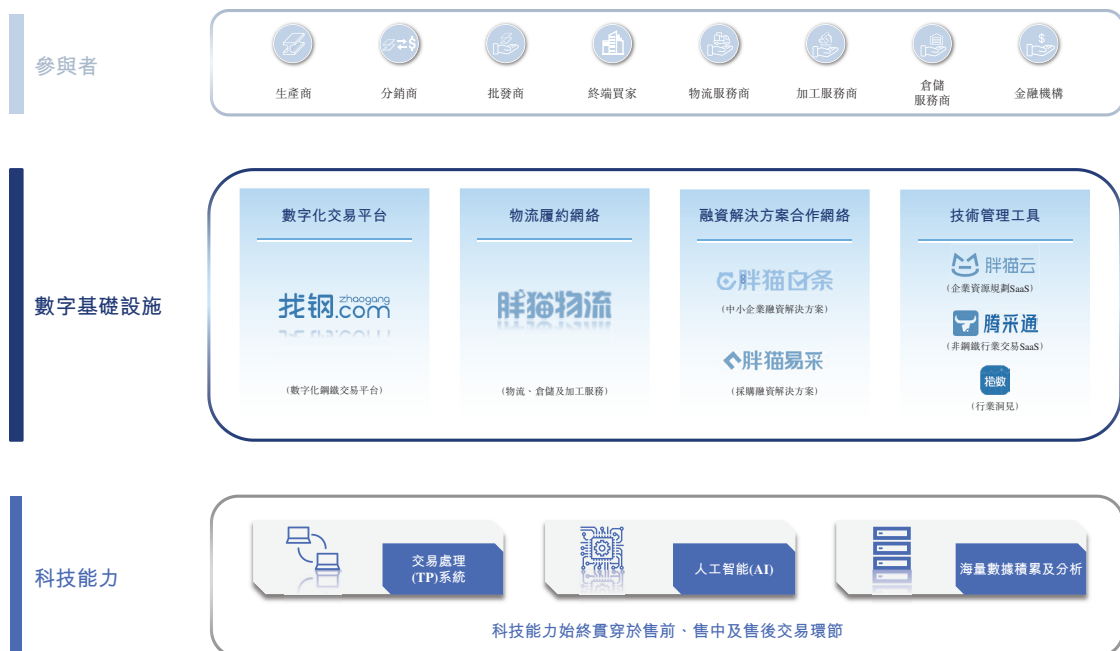 參與者
生產商
分銷商
批發商
終端買家
物流服務商
加工服務商
倉儲
服務商
金融機構
數字基礎設施
數字化交易平台
找钢
zhaogang
.com
(數字化鋼鐵交易平台)
物流履約網絡
胖猫物流
(物流、倉儲及加工服務)
融資解決方案合作網絡
胖猫白条
(中小企業融資解決方案)
胖猫易采
(採購融資解決方案)
技術管理工具
胖猫云
(企業資源規劃SaaS)
腾采通
(非鋼鐵行業交易SaaS)
指数
(行業洞見)
科技能力
交易處理
(TP)系統
人工智能(AI)
海量數據積累及分析
科技能力始終貫穿於售前、售中及售後交易環節